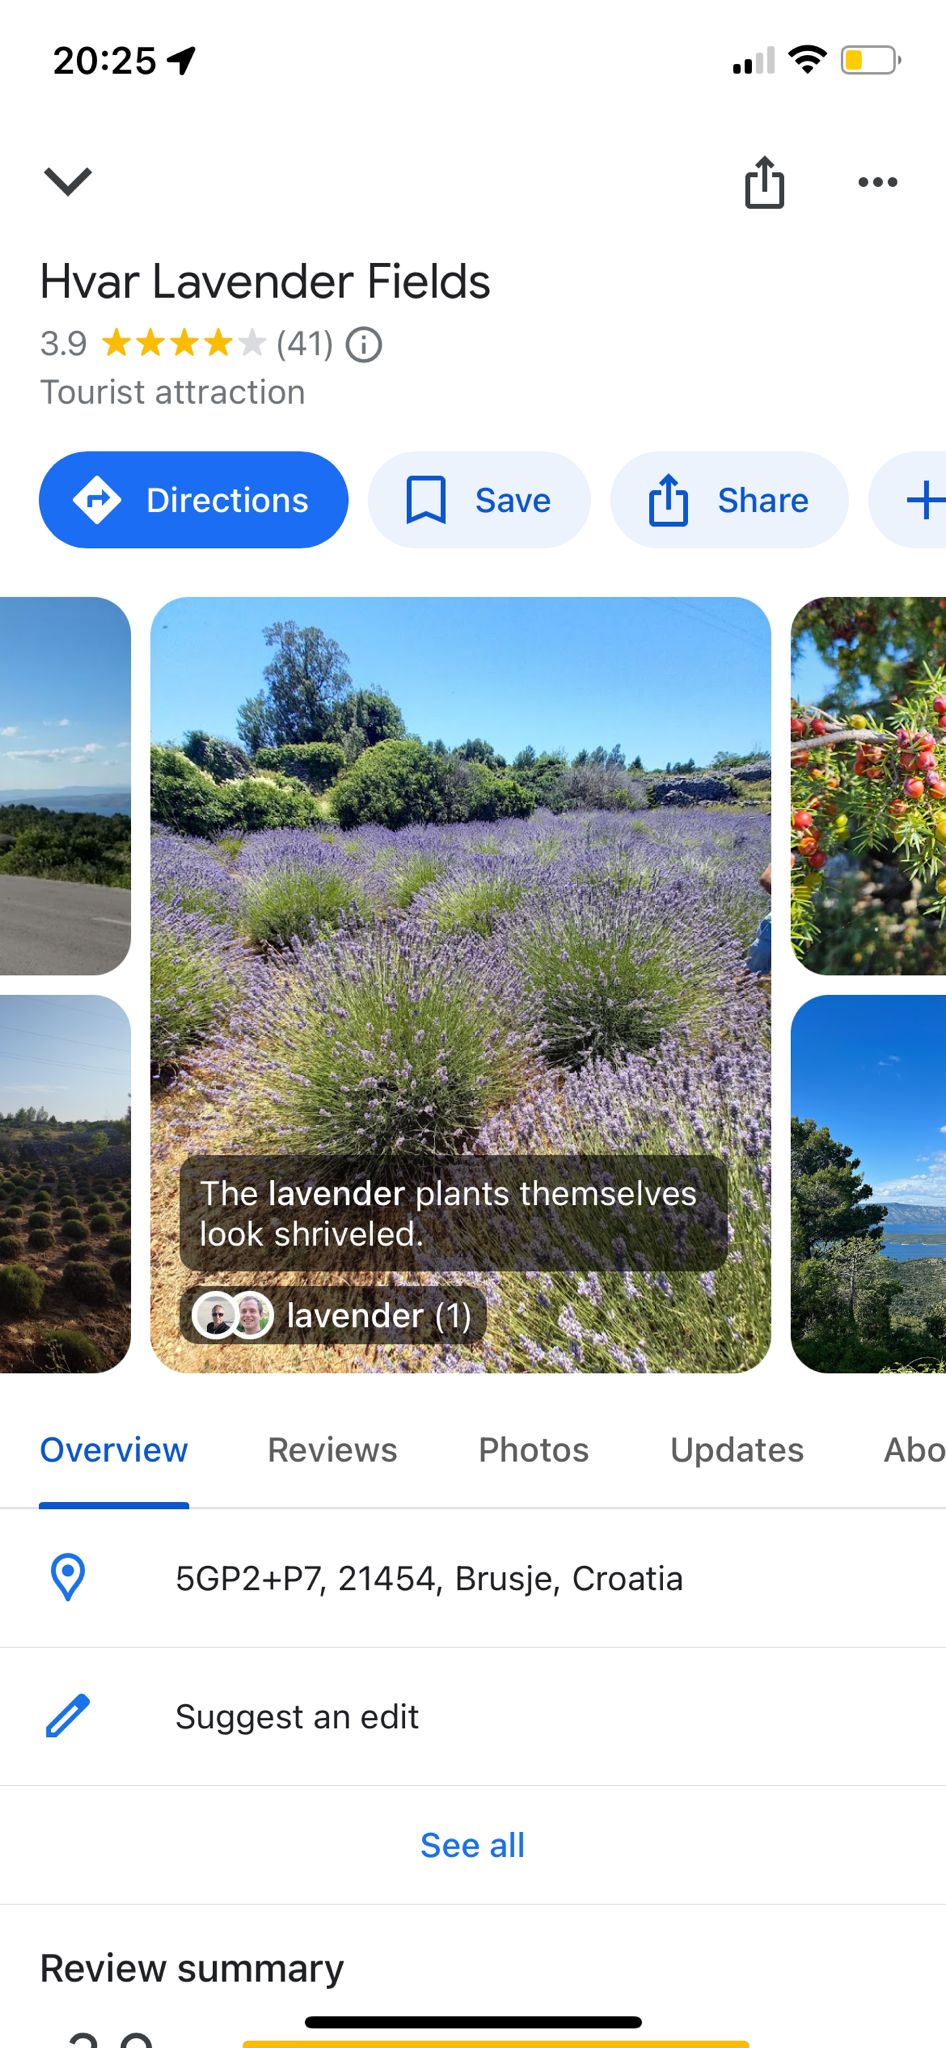 20:25
Hvar Lavender Fields
3.9 (41)
Tourist attraction
Directions
Save
Share
The lavender plants themselves
look shriveled.
lavender (1)
Overview
Reviews
Photos
Updates
Abo
5GP2+P7, 21454, Brusje, Croatia
Suggest an edit
See all
Review summary